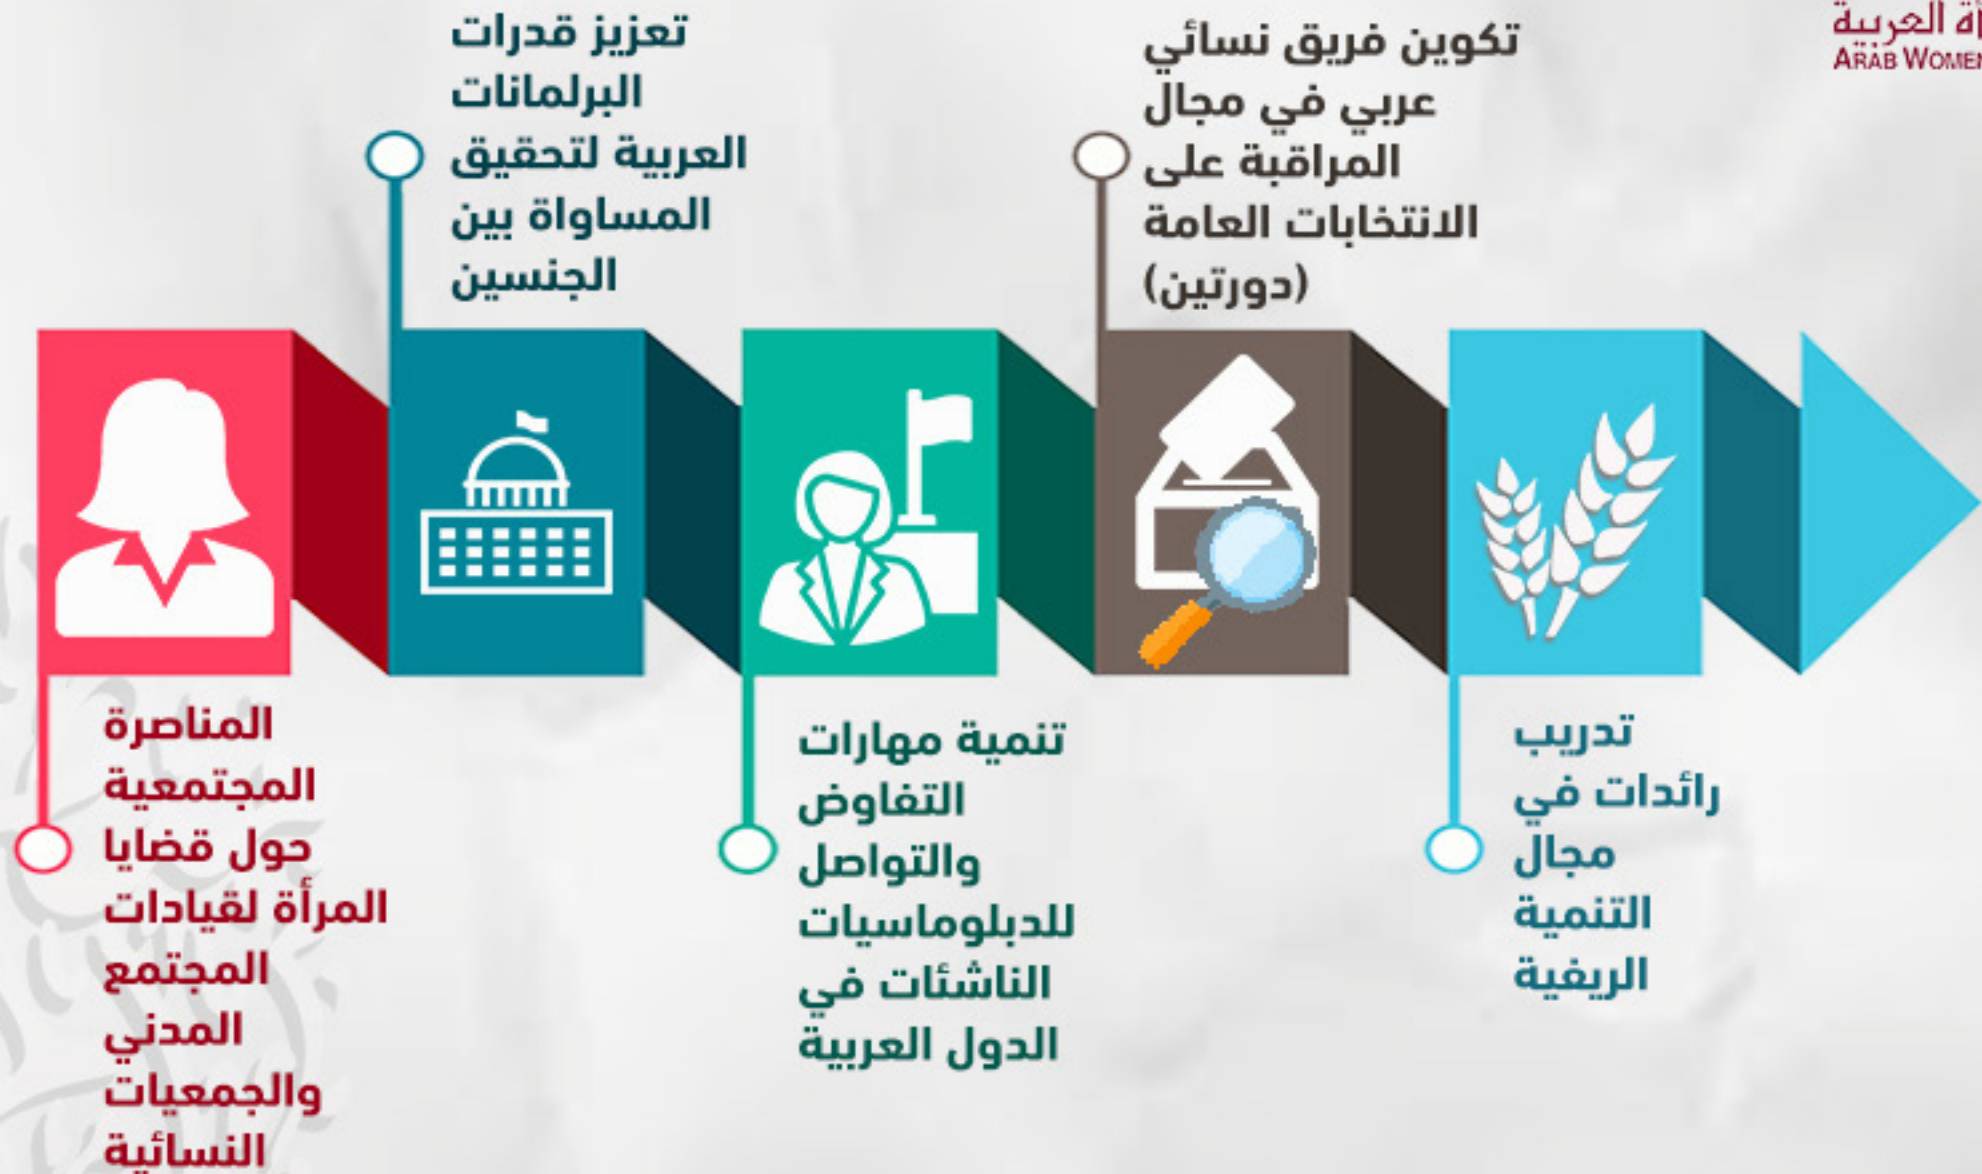 تعزيز قدرات
البرلمانات
العربية لتحقيق
المساواة بين
الجنسين
تكوين فريق نسائي
عربي في مجال
المراقبة على
الانتخابات العامة
(دورتين)
العربية
ARAB WOMEN
المناصرة
المجتمعية
حول قضايا
المرأة لقيادات
المجتمع
المدني
والجمعيات
النسائية
تنمية مهارات
التفاوض
والتواصل
للدبلوماسيات
الناشئات في
الدول العربية
تدريب
رائدات في
مجال
التنمية
الريفية